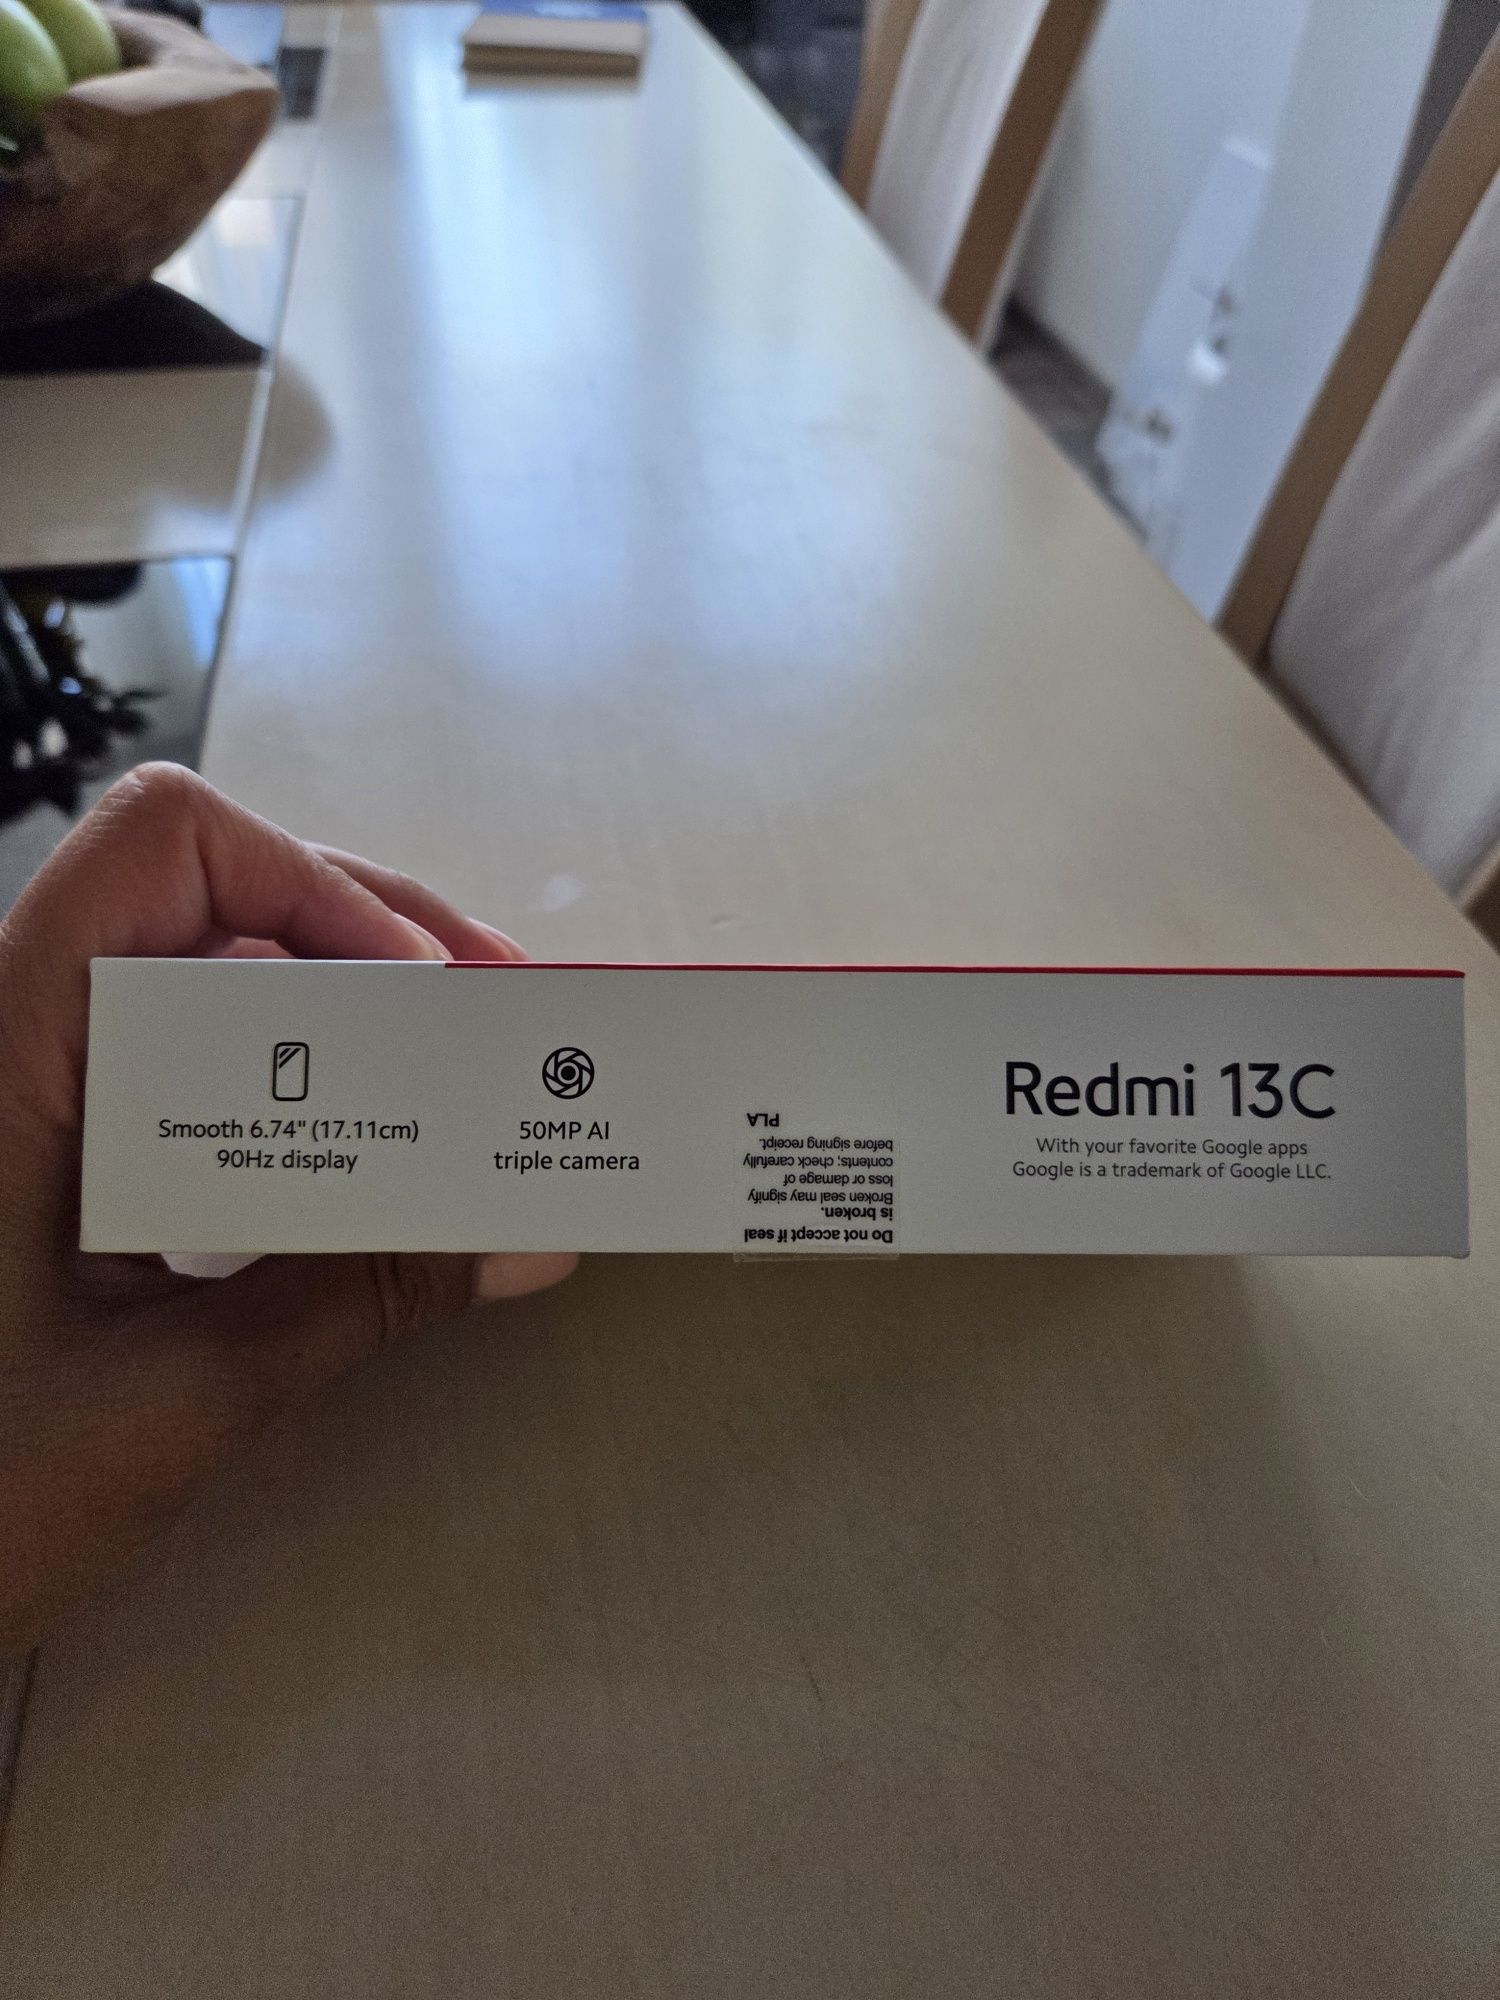 Smooth 6.74" (17.11cm)
90Hz display
50MP AI
triple camera
Do not accept if seal
is broken.
Broken seal may signify
loss or damage of
contents; check carefully
before signing receipt.
PLA
Redmi 13C
With your favorite Google apps
Google is a trademark of Google LLC.